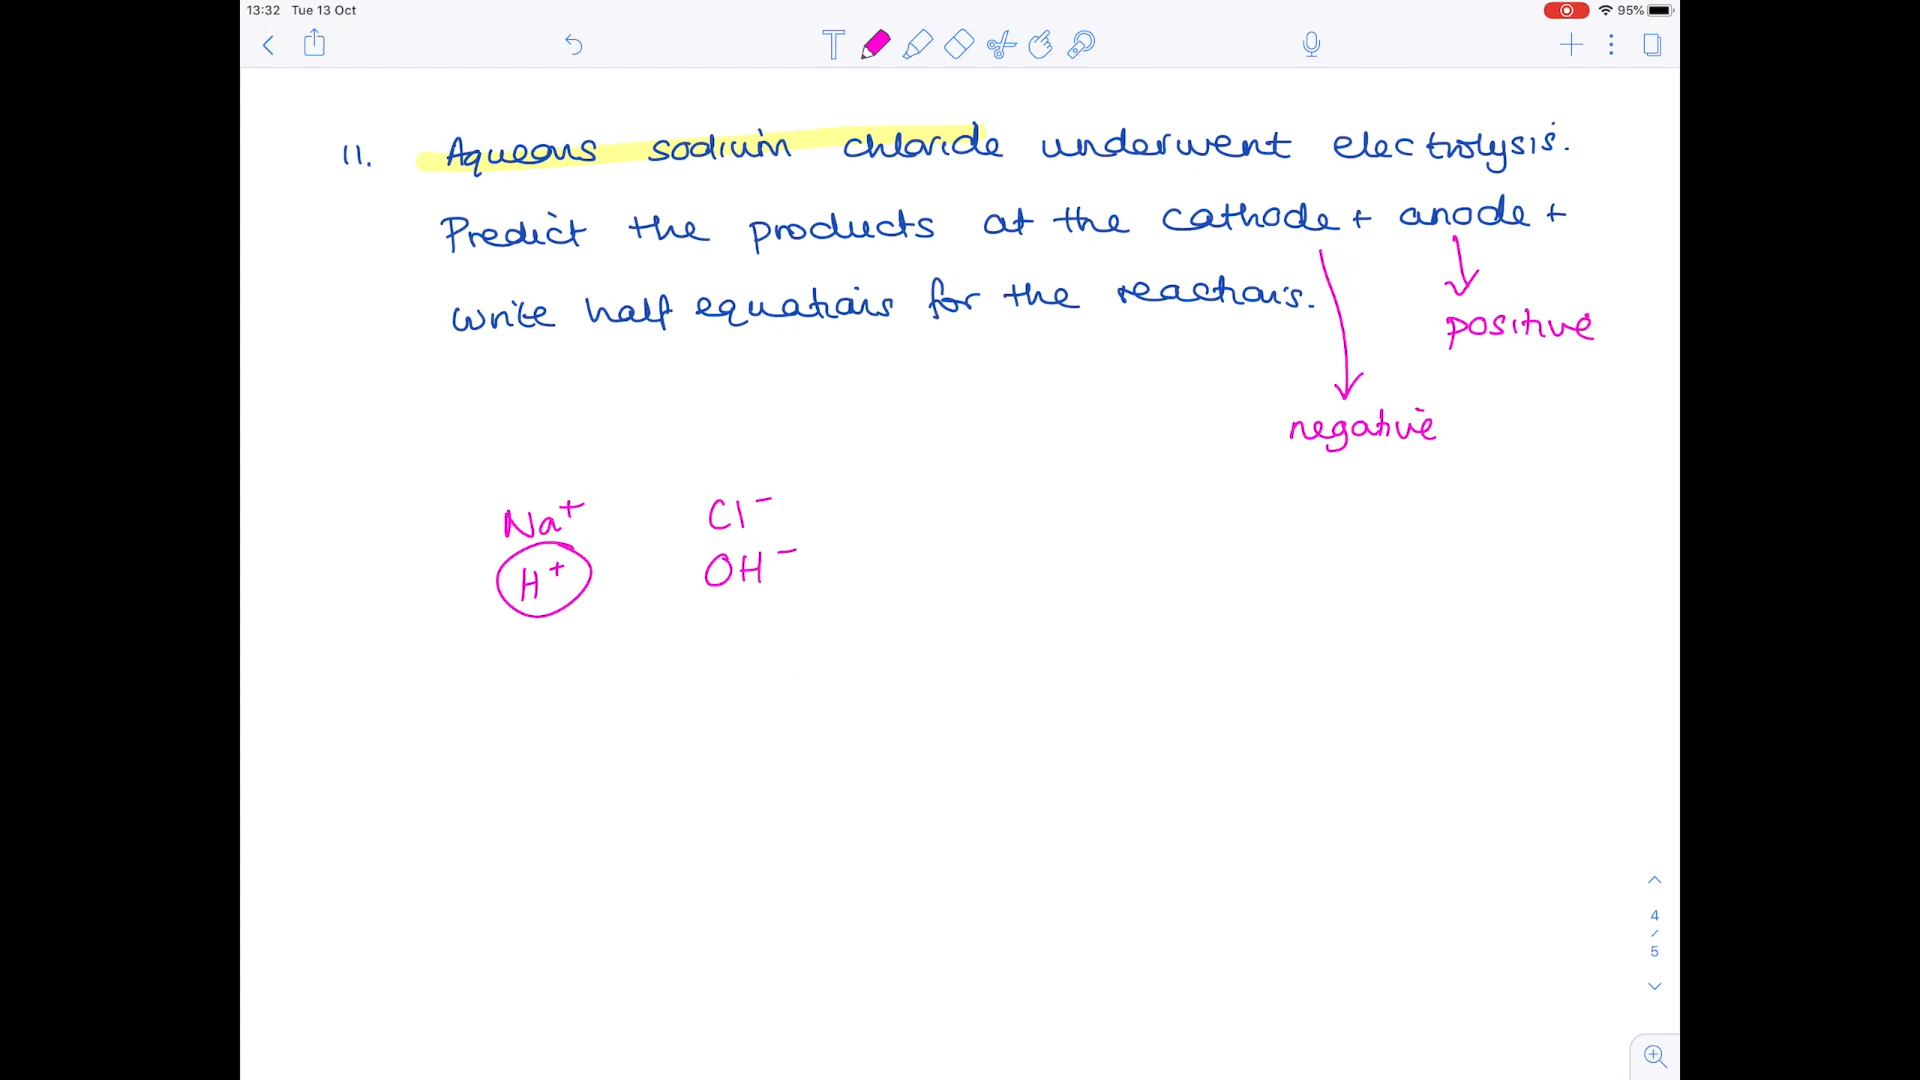 13:32 Tue 13 Oct
95%
T
11. Aqueous sodium chloride underwent electrolysis.
Predict the products at the cathode + anode +
write half equations for the reactions.
positive
negative
Na⁺ Cl⁻
H⁺ OH⁻
4
/
5